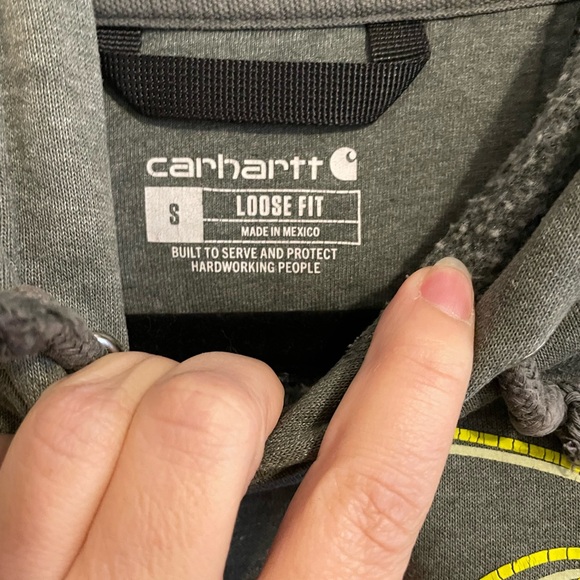 carhartt
S LOOSE FIT
MADE IN MEXICO
BUILT TO SERVE AND PROTECT
HARDWORKING PEOPLE